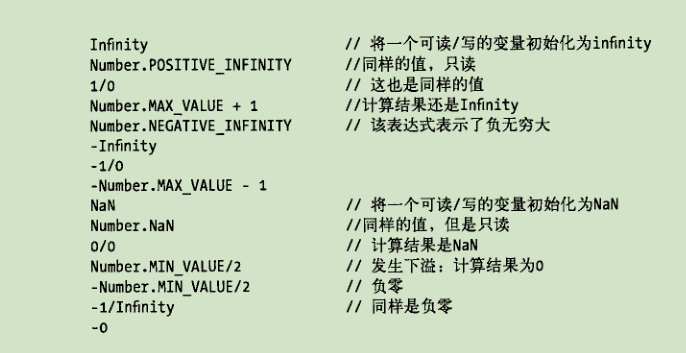 Infinity // 将一个可读/写的变量初始化为infinity
Number.POSITIVE_INFINITY //同样的值，只读
1/0 // 这也是同样的值
Number.MAX_VALUE + 1 //计算结果还是Infinity
Number.NEGATIVE_INFINITY // 该表达式表示了负无穷大
-Infinity
-1/0
-Number.MAX_VALUE - 1
NaN // 将一个可读/写的变量初始化为NaN
Number.NaN //同样的值，但是只读
0/0 // 计算结果是NaN
Number.MIN_VALUE/2 // 发生下溢：计算结果为0
-Number.MIN_VALUE/2 // 负零
-1/Infinity // 同样是负零
-0